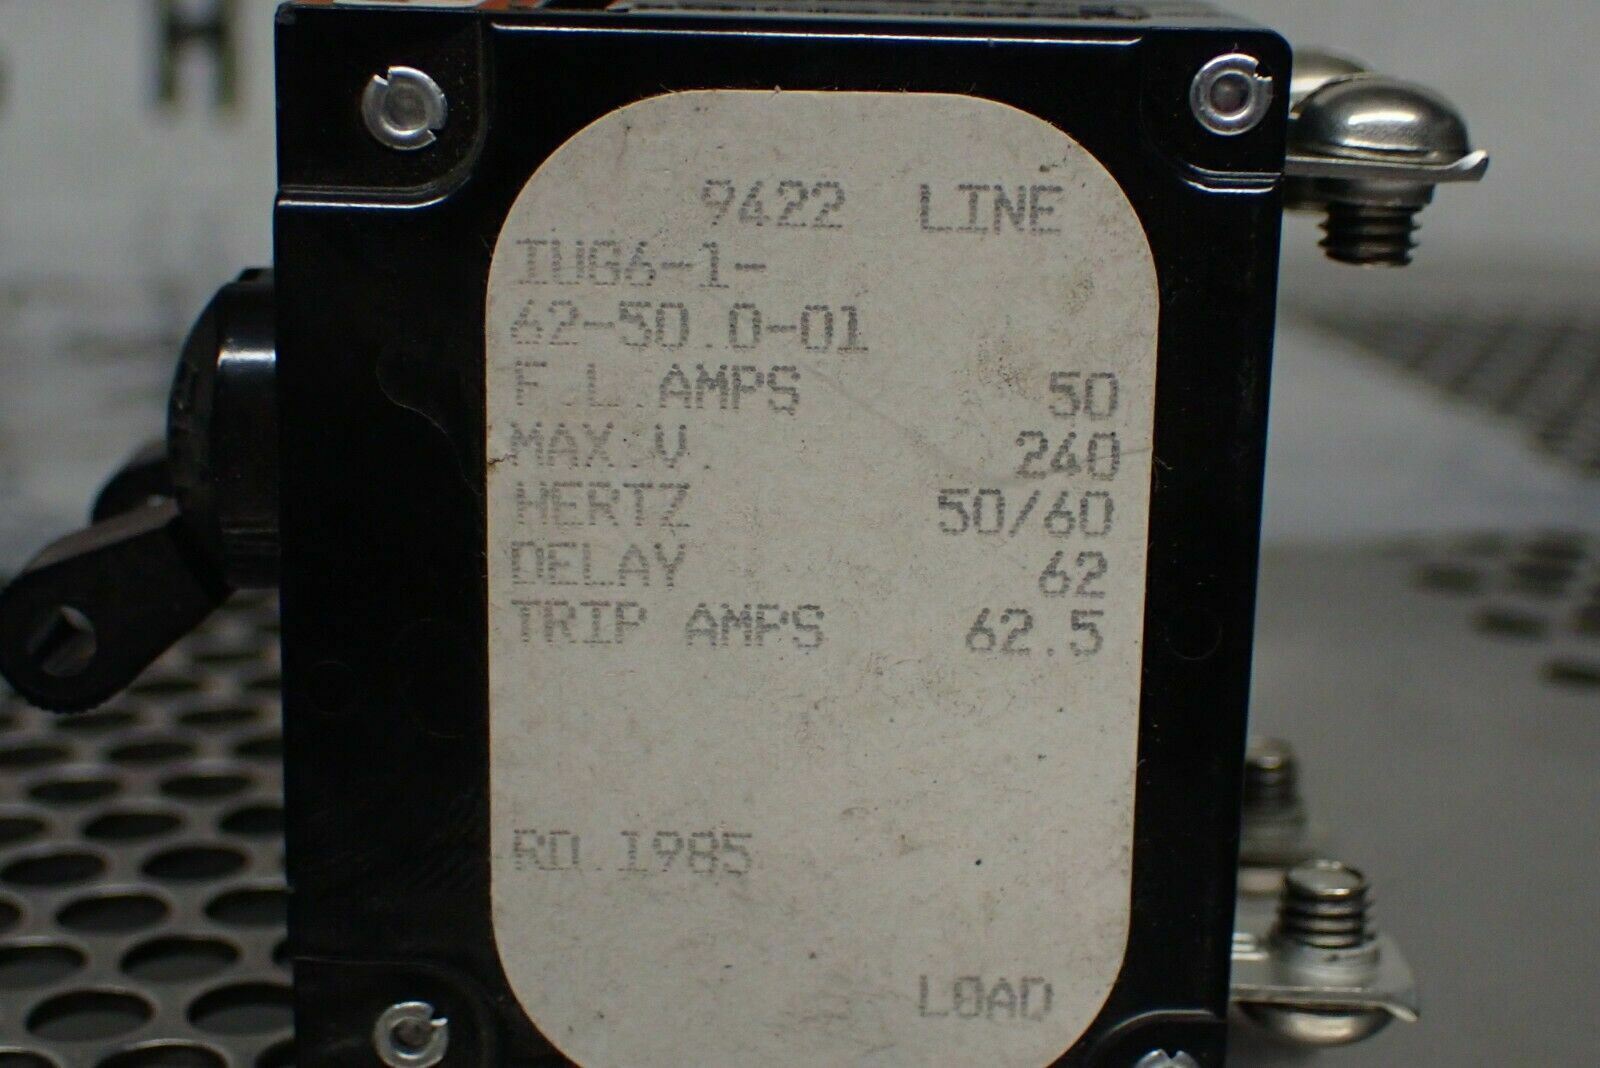 9422 LINE
IUG6-1-
62-50.0-01
F.L.AMPS 50
MAX.V 240
HERTZ 50/60
DELAY 62
TRIP AMPS 62.5
RD.1985
LOAD